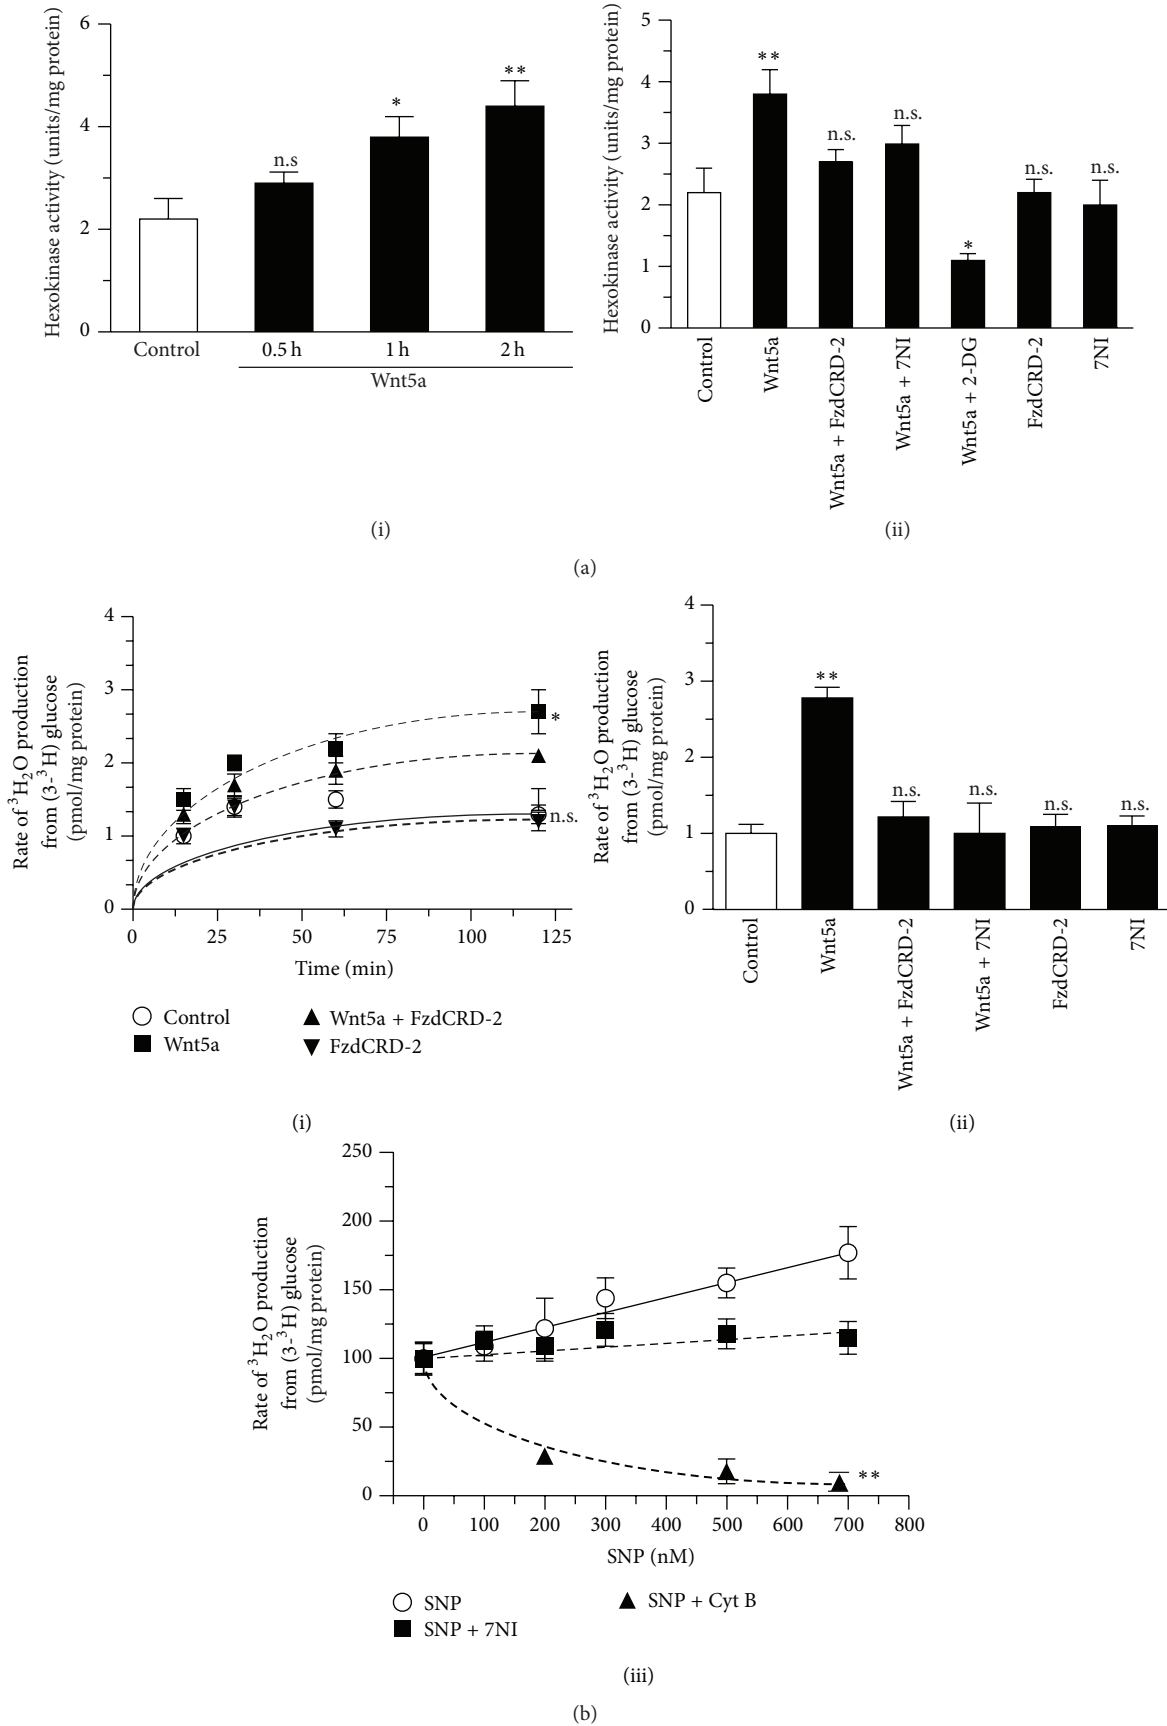 Hexokinase activity (units/mg protein)
6
4
2
0
n.s
*
**
Control
0.5 h
1 h
2 h
Wnt5a
(i)
Hexokinase activity (units/mg protein)
5
4
3
2
1
0
**
n.s.
n.s.
*
n.s.
n.s.
Control
Wnt5a
Wnt5a + FzdCRD-2
Wnt5a + 7NI
Wnt5a + 2-DG
FzdCRD-2
7NI
(ii)
(a)
Rate of ³H₂O production
from (3-³H) glucose
(pmol/mg protein)
4
3
2
1
0
*
n.s.
0 25 50 75 100 125
Time (min)
Control
Wnt5a
Wnt5a + FzdCRD-2
FzdCRD-2
(i)
Rate of ³H₂O production
from (3-³H) glucose
(pmol/mg protein)
4
3
2
1
0
**
n.s.
n.s.
n.s.
n.s.
Control
Wnt5a
Wnt5a + FzdCRD-2
Wnt5a + 7NI
FzdCRD-2
7NI
(ii)
Rate of ³H₂O production
from (3-³H) glucose
(pmol/mg protein)
250
200
150
100
50
0
**
0 100 200 300 400 500 600 700 800
SNP (nM)
SNP
SNP + 7NI
SNP + Cyt B
(iii)
(b)